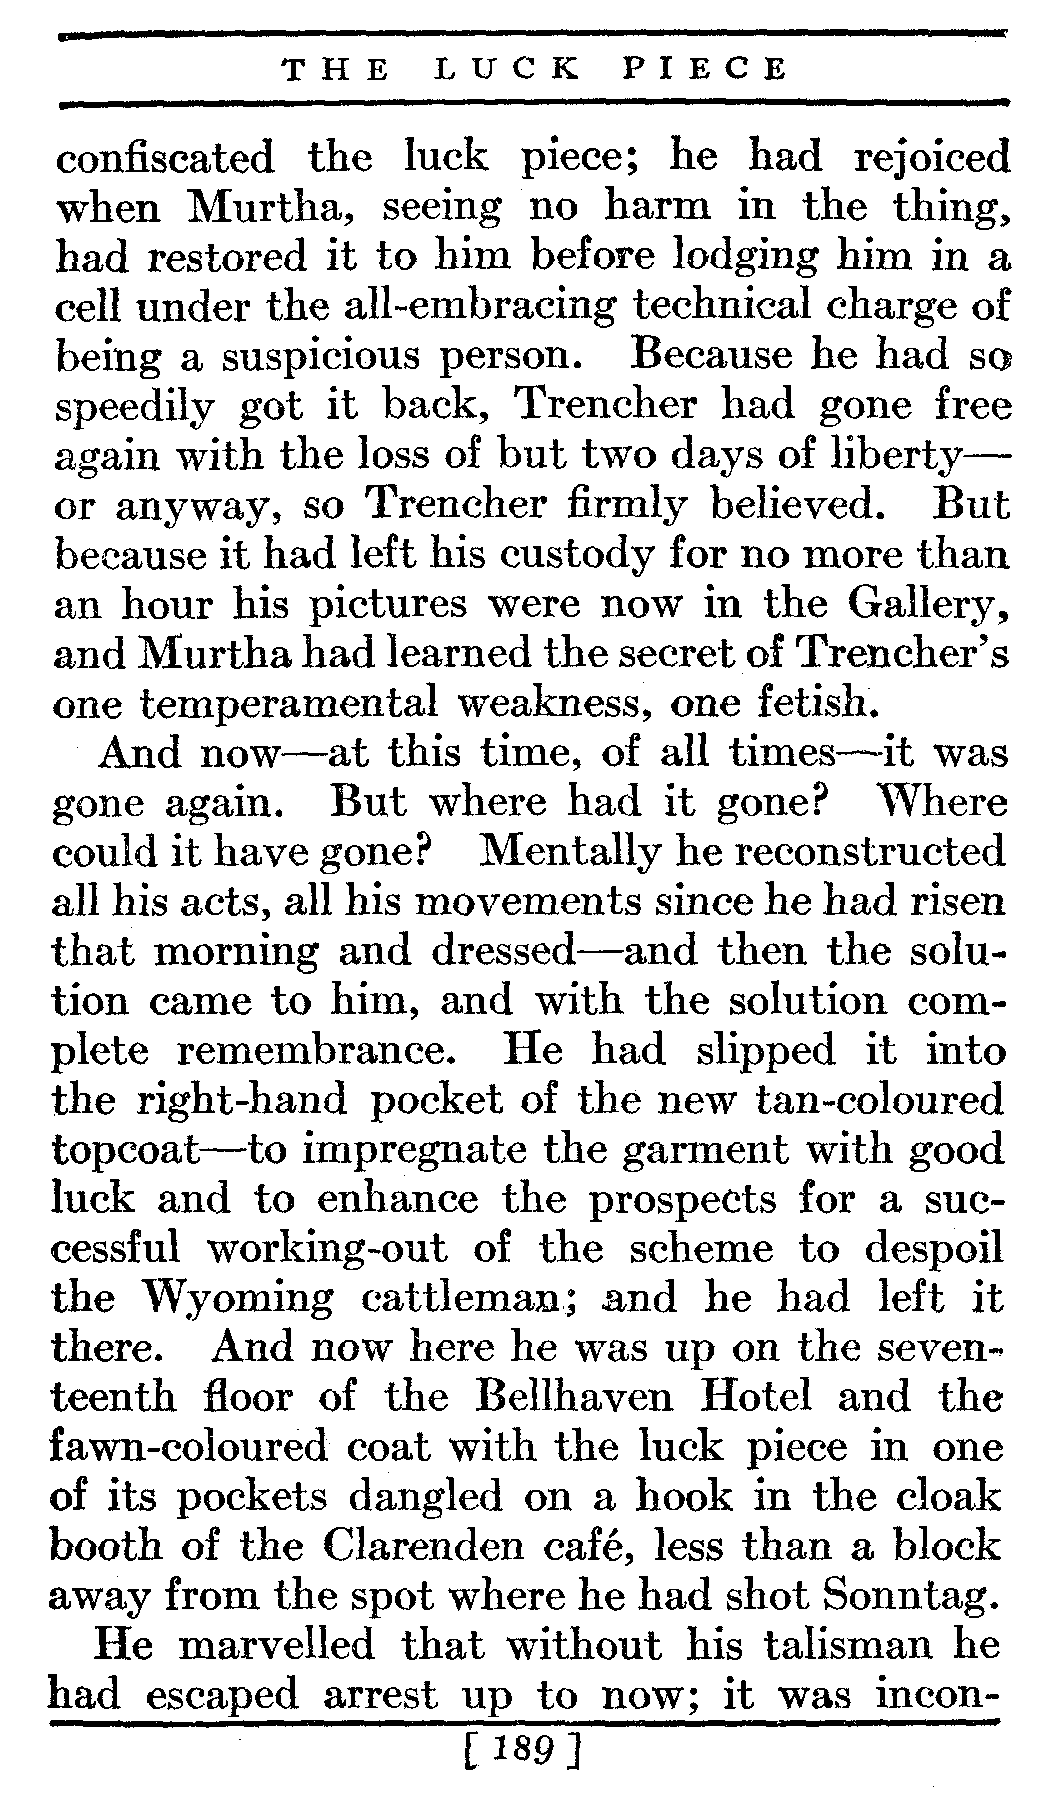 THE LUCK PIECE
confiscated the luck piece; he had rejoiced
when Murtha, seeing no harm in the thing,
had restored it to him before lodging him in a
cell under the all-embracing technical charge of
being a suspicious person. Because he had so
speedily got it back, Trencher had gone free
again with the loss of but two days of liberty—
or anyway, so Trencher firmly believed. But
because it had left his custody for no more than
an hour his pictures were now in the Gallery,
and Murtha had learned the secret of Trencher's
one temperamental weakness, one fetish.
And now—at this time, of all times—it was
gone again. But where had it gone? Where
could it have gone? Mentally he reconstructed
all his acts, all his movements since he had risen
that morning and dressed—and then the solu-
tion came to him, and with the solution com-
plete remembrance. He had slipped it into
the right-hand pocket of the new tan-coloured
topcoat—to impregnate the garment with good
luck and to enhance the prospects for a suc-
cessful working-out of the scheme to despoil
the Wyoming cattleman; and he had left it
there. And now here he was up on the seven-
teenth floor of the Bellhaven Hotel and the
fawn-coloured coat with the luck piece in one
of its pockets dangled on a hook in the cloak
booth of the Clarenden café, less than a block
away from the spot where he had shot Sonntag.
He marvelled that without his talisman he
had escaped arrest up to now; it was incon-
[ 189 ]